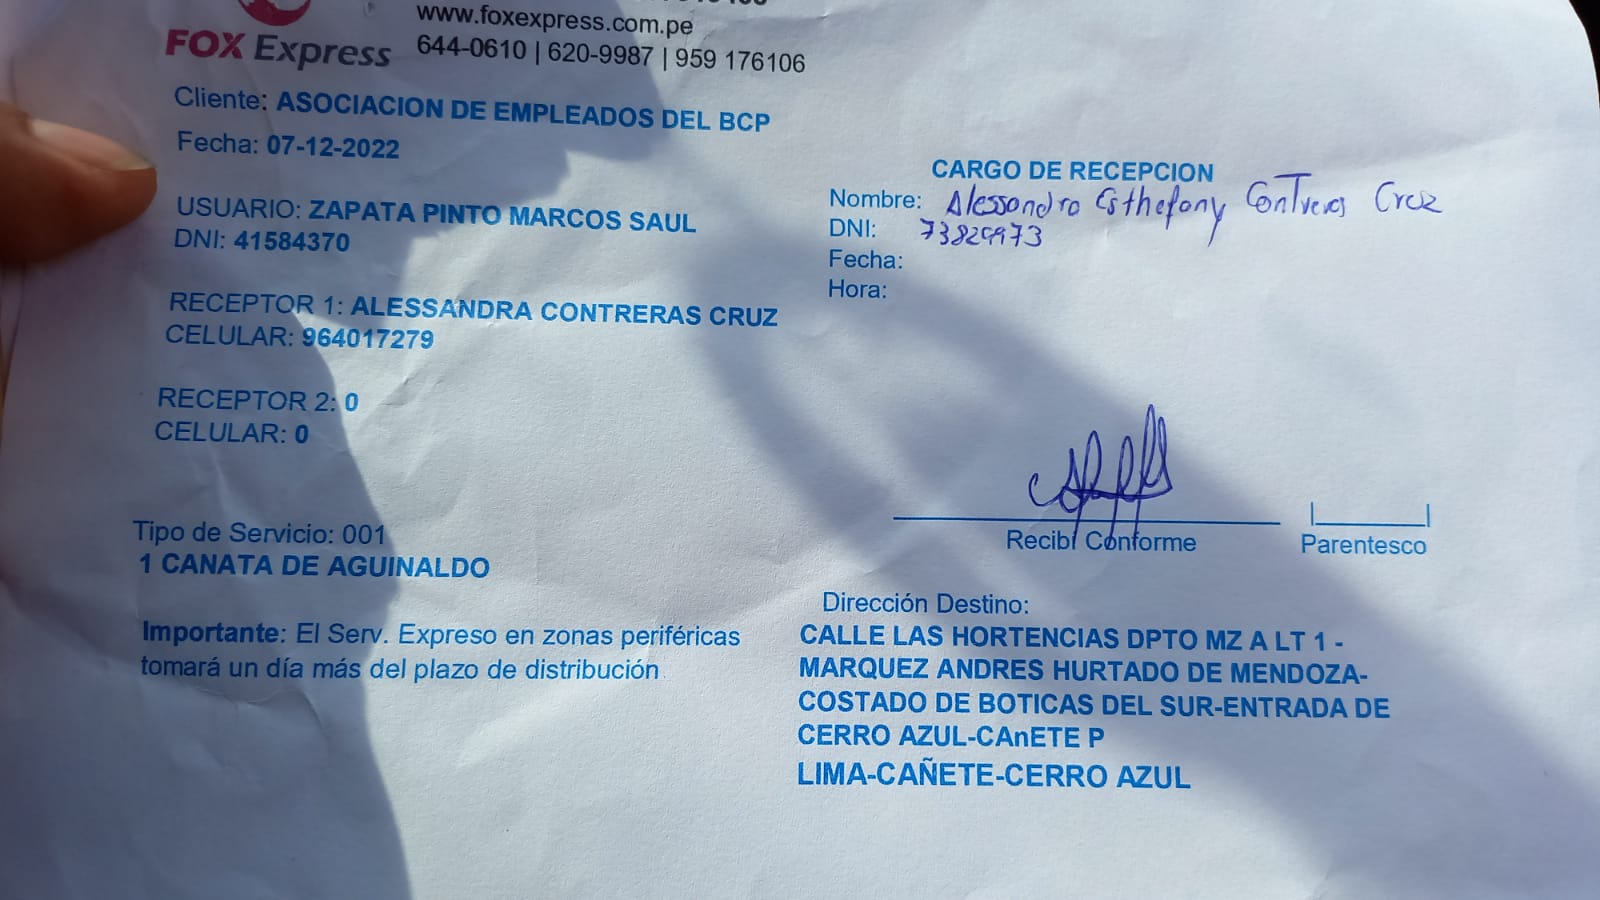 www.foxexpress.com.pe
FOX Express
644-0610 | 620-9987 | 959 176106
Cliente: ASOCIACION DE EMPLEADOS DEL BCP
Fecha: 07-12-2022
USUARIO: ZAPATA PINTO MARCOS SAUL
DNI: 41584370
RECEPTOR 1: ALESSANDRA CONTRERAS CRUZ
CELULAR: 964017279
RECEPTOR 2: 0
CELULAR: 0
Tipo de Servicio: 001
1 CANATA DE AGUINALDO
Importante: El Serv. Expreso en zonas periféricas
tomará un día más del plazo de distribución
CARGO DE RECEPCION
Nombre: Alessandra Esthefany Contreras Cruz
DNI: 73829973
Fecha:
Hora:
Recibí Conforme
Parentesco
Dirección Destino:
CALLE LAS HORTENCIAS DPTO MZ A LT 1 -
MARQUEZ ANDRES HURTADO DE MENDOZA-
COSTADO DE BOTICAS DEL SUR-ENTRADA DE
CERRO AZUL-CAnETE P
LIMA-CAÑETE-CERRO AZUL